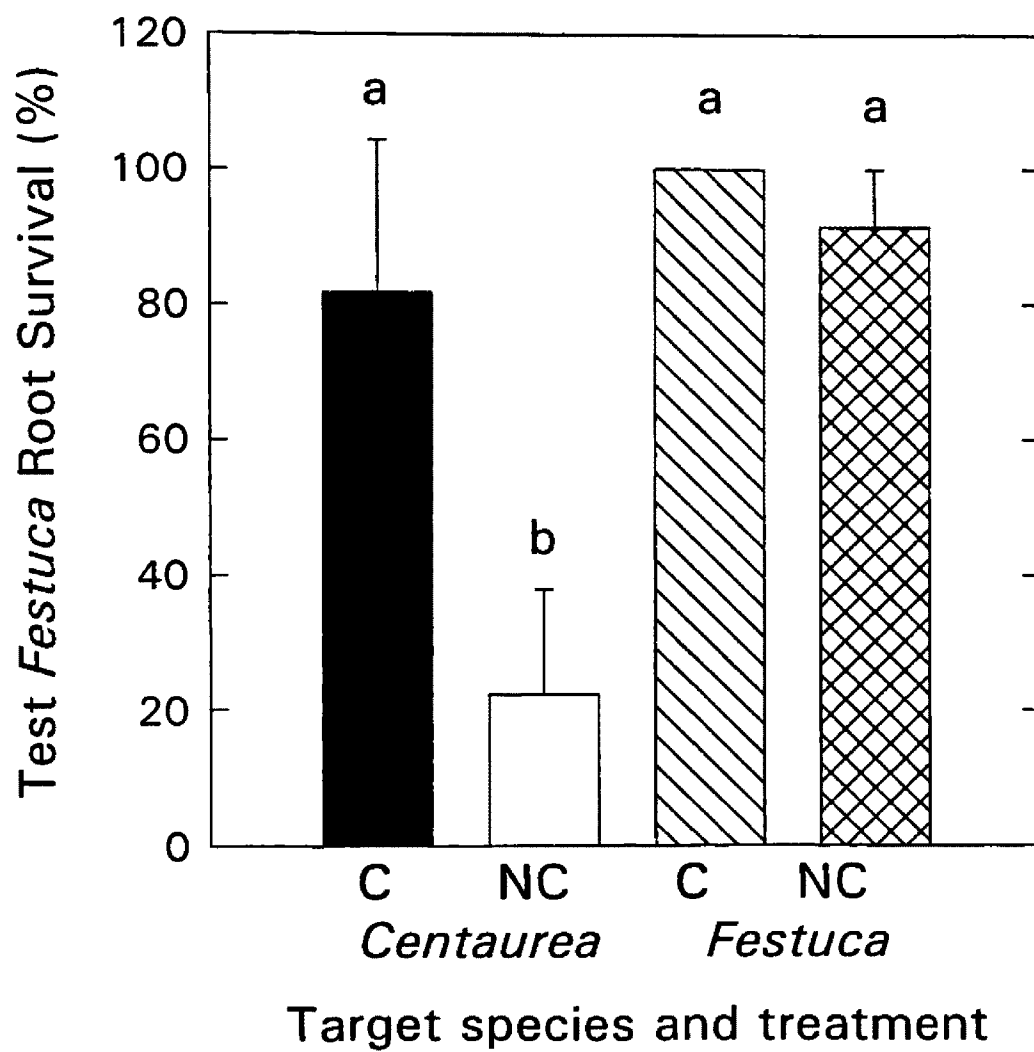 120
100
80
60
40
20
0
Test Festuca Root Survival (%)
a
b
a
a
C NC C NC
Centaurea Festuca
Target species and treatment